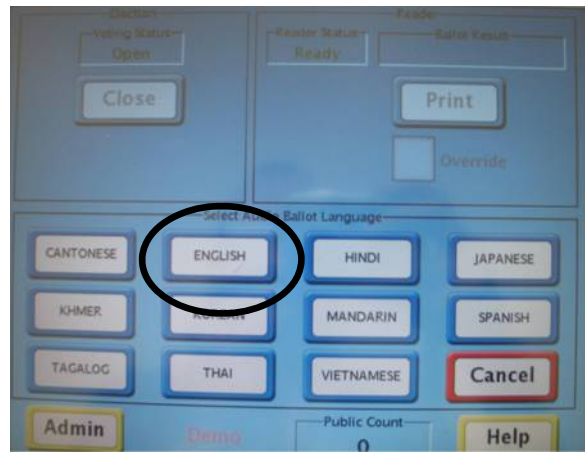 Election
Reader
Voting Status
Reader Status
Ballot Result
Open
Ready
Close
Print
Override
Select Audio Ballot Language
CANTONESE
ENGLISH
HINDI
JAPANESE
KHMER
KOREAN
MANDARIN
SPANISH
TAGALOG
THAI
VIETNAMESE
Cancel
Admin
Demo
Public Count
0
Help